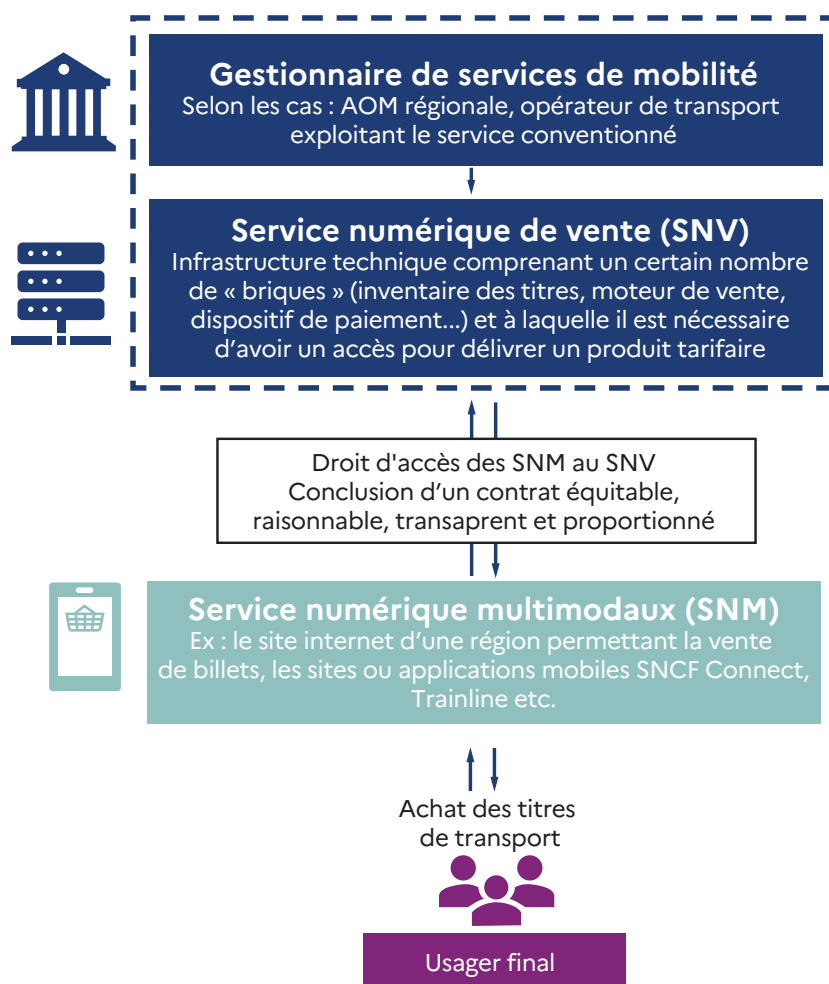 Gestionnaire de services de mobilité
Selon les cas : AOM régionale, opérateur de transport
exploitant le service conventionné
Service numérique de vente (SNV)
Infrastructure technique comprenant un certain nombre
de « briques » (inventaire des titres, moteur de vente,
dispositif de paiement...) et à laquelle il est nécessaire
d’avoir un accès pour délivrer un produit tarifaire
Droit d'accès des SNM au SNV
Conclusion d’un contrat équitable,
raisonnable, transaprent et proportionné
Service numérique multimodaux (SNM)
Ex : le site internet d’une région permettant la vente
de billets, les sites ou applications mobiles SNCF Connect,
Trainline etc.
Achat des titres
de transport
Usager final